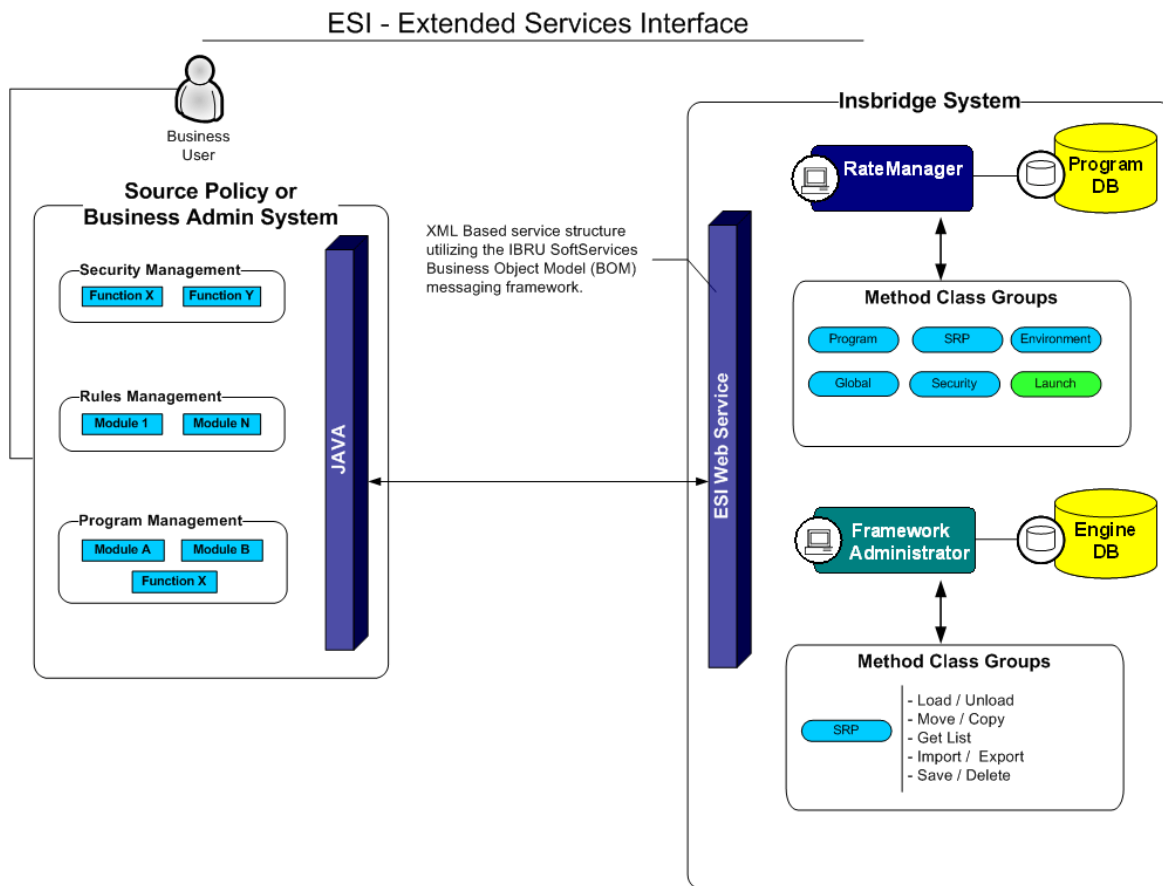 ESI - Extended Services Interface
Business
User
Source Policy or
Business Admin System
Security Management
Function X
Function Y
Rules Management
Module 1
Module N
Program Management
Module A
Module B
Function X
JAVA
XML Based service structure
utilizing the IBRU SoftServices
Business Object Model (BOM)
messaging framework.
ESI Web Service
Insbridge System
RateManager
Program
DB
Method Class Groups
Program
SRP
Environment
Global
Security
Launch
Framework
Administrator
Engine
DB
Method Class Groups
SRP
- Load / Unload
- Move / Copy
- Get List
- Import / Export
- Save / Delete